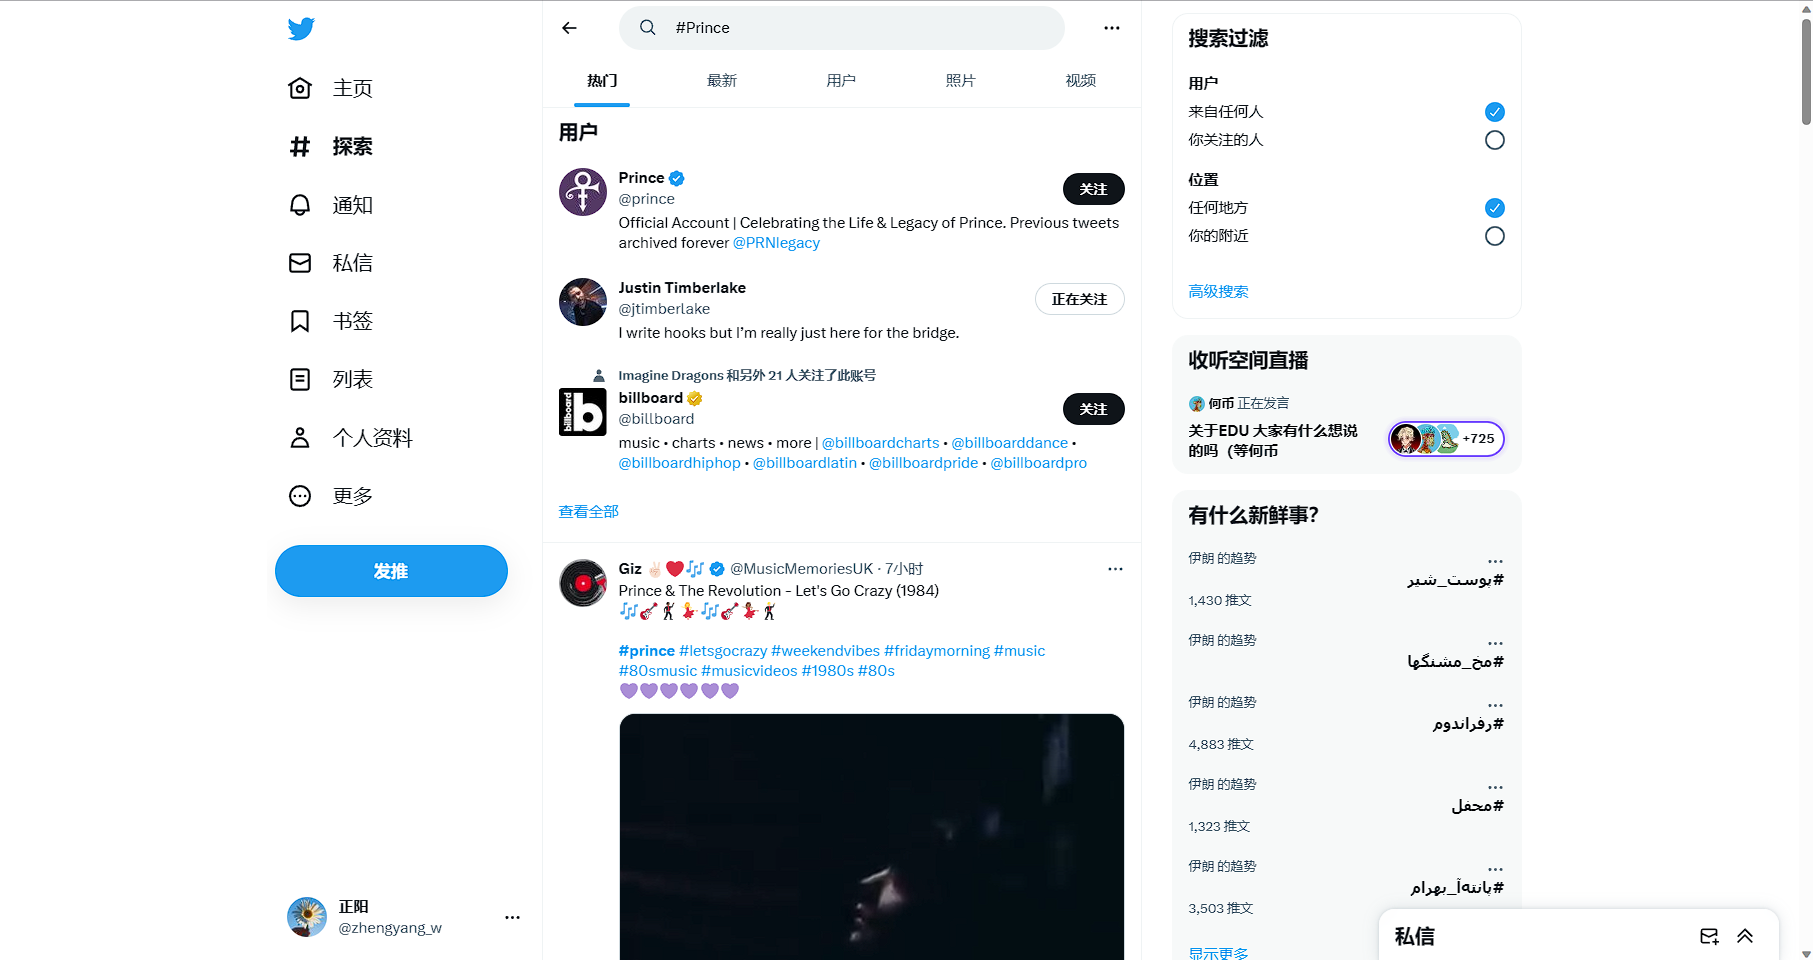 主页
探索
通知
私信
书签
列表
个人资料
更多
发推
正阳
@zhengyang_w
#Prince
热门
最新
用户
照片
视频
用户
Prince
@prince
关注
Official Account | Celebrating the Life & Legacy of Prince. Previous tweets
archived forever @PRNlegacy
Justin Timberlake
@jtimberlake
正在关注
I write hooks but I’m really just here for the bridge.
Imagine Dragons 和另外 21 人关注了此账号
billboard
@billboard
关注
music • charts • news • more | @billboardcharts • @billboarddance •
@billboardhiphop • @billboardlatin • @billboardpride • @billboardpro
查看全部
Giz ✌🏻❤️🎶 @MusicMemoriesUK · 7小时
Prince & The Revolution - Let's Go Crazy (1984)
#prince #letsgocrazy #weekendvibes #fridaymorning #music
#80smusic #musicvideos #1980s #80s
💜💜💜💜💜💜
搜索过滤
用户
来自任何人
你关注的人
位置
任何地方
你的附近
高级搜索
收听空间直播
何币 正在发言
关于EDU 大家有什么想说
的吗（等何币
+725
有什么新鲜事？
伊朗 的趋势
#پوست_شیر
1,430 推文
伊朗 的趋势
#مخ_مشنگها
伊朗 的趋势
#رفراندوم
4,883 推文
伊朗 的趋势
#محفل
1,323 推文
伊朗 的趋势
#پانته‌آ_بهرام
3,503 推文
显示更多
私信